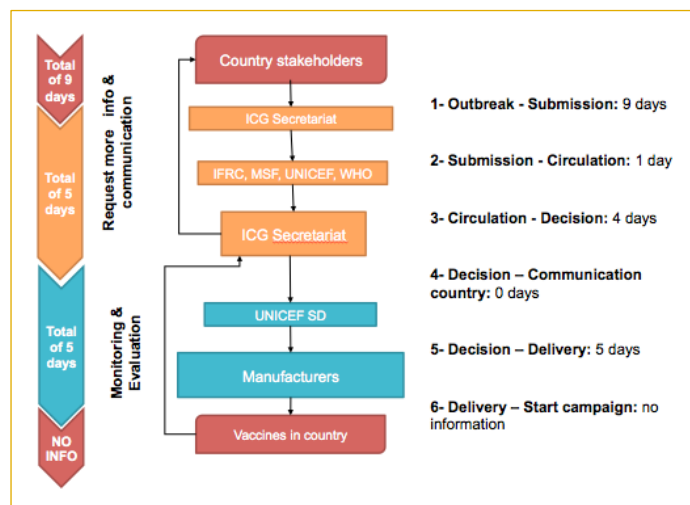 Total
of 9
days
Total
of 5
days
Total
of 5
days
NO
INFO
Request more info &
communication
Monitoring &
Evaluation
Country stakeholders
ICG Secretariat
IFRC, MSF, UNICEF, WHO
ICG Secretariat
UNICEF SD
Manufacturers
Vaccines in country
1- Outbreak - Submission: 9 days
2- Submission - Circulation: 1 day
3- Circulation - Decision: 4 days
4- Decision – Communication
country: 0 days
5- Decision – Delivery: 5 days
6- Delivery – Start campaign: no
information